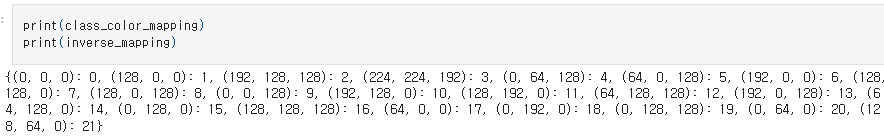 :
print(class_color_mapping)
print(inverse_mapping)
{(0, 0, 0): 0, (128, 0, 0): 1, (192, 128, 128): 2, (224, 224, 192): 3, (0, 64, 128): 4, (64, 0, 128): 5, (192, 0, 0): 6, (128,
128, 0): 7, (128, 0, 128): 8, (0, 0, 128): 9, (192, 128, 0): 10, (128, 192, 0): 11, (64, 128, 128): 12, (192, 0, 128): 13, (6
4, 128, 0): 14, (0, 128, 0): 15, (128, 128, 128): 16, (64, 0, 0): 17, (0, 192, 0): 18, (0, 128, 128): 19, (0, 64, 0): 20, (12
8, 64, 0): 21}